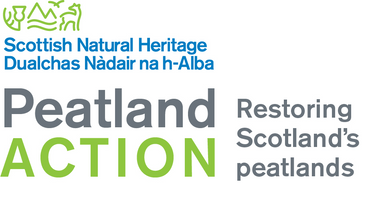 Scottish Natural Heritage
Dualchas Nàdair na h-Alba
Peatland
ACTION
Restoring
Scotland's
peatlands